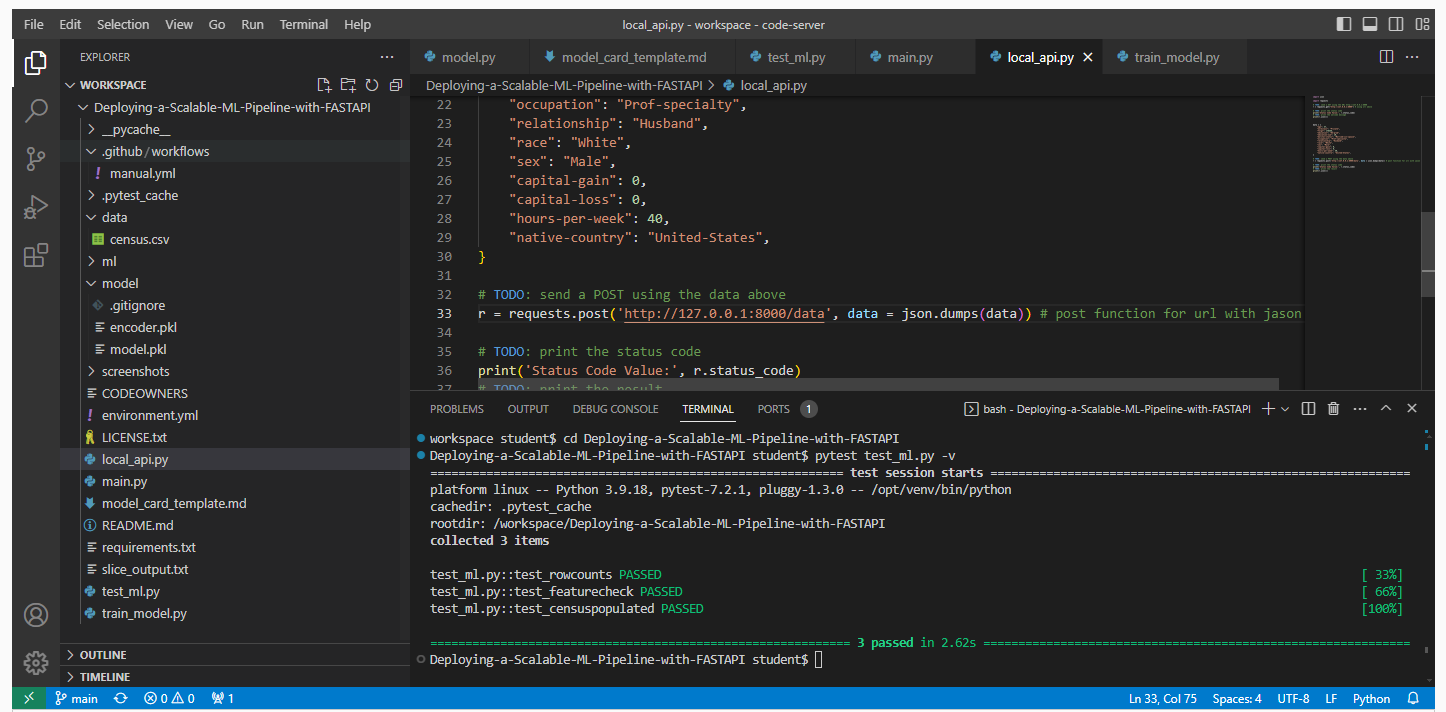 File Edit Selection View Go Run Terminal Help
local_api.py - workspace - code-server
EXPLORER
WORKSPACE
Deploying-a-Scalable-ML-Pipeline-with-FASTAPI
__pycache__
.github/workflows
! manual.yml
.pytest_cache
data
census.csv
ml
model
.gitignore
encoder.pkl
model.pkl
screenshots
CODEOWNERS
! environment.yml
LICENSE.txt
local_api.py
main.py
model_card_template.md
README.md
requirements.txt
slice_output.txt
test_ml.py
train_model.py
OUTLINE
TIMELINE
model.py model_card_template.md test_ml.py main.py local_api.py train_model.py
Deploying-a-Scalable-ML-Pipeline-with-FASTAPI > local_api.py
22 "occupation": "Prof-specialty",
23 "relationship": "Husband",
24 "race": "White",
25 "sex": "Male",
26 "capital-gain": 0,
27 "capital-loss": 0,
28 "hours-per-week": 40,
29 "native-country": "United-States",
30 }
31
32 # TODO: send a POST using the data above
33 r = requests.post('http://127.0.0.1:8000/data', data = json.dumps(data)) # post function for url with jason
34
35 # TODO: print the status code
36 print('Status Code Value:', r.status_code)
37 # TODO: print the result
PROBLEMS OUTPUT DEBUG CONSOLE TERMINAL PORTS 1
bash - Deploying-a-Scalable-ML-Pipeline-with-FASTAPI
workspace student$ cd Deploying-a-Scalable-ML-Pipeline-with-FASTAPI
Deploying-a-Scalable-ML-Pipeline-with-FASTAPI student$ pytest test_ml.py -v
=========================================================== test session starts ============================================================
platform linux -- Python 3.9.18, pytest-7.2.1, pluggy-1.3.0 -- /opt/venv/bin/python
cachedir: .pytest_cache
rootdir: /workspace/Deploying-a-Scalable-ML-Pipeline-with-FASTAPI
collected 3 items
test_ml.py::test_rowcounts PASSED [ 33%]
test_ml.py::test_featurecheck PASSED [ 66%]
test_ml.py::test_censuspopulated PASSED [100%]
============================================================ 3 passed in 2.62s =============================================================
Deploying-a-Scalable-ML-Pipeline-with-FASTAPI student$
main 0 0 1
Ln 33, Col 75 Spaces: 4 UTF-8 LF Python